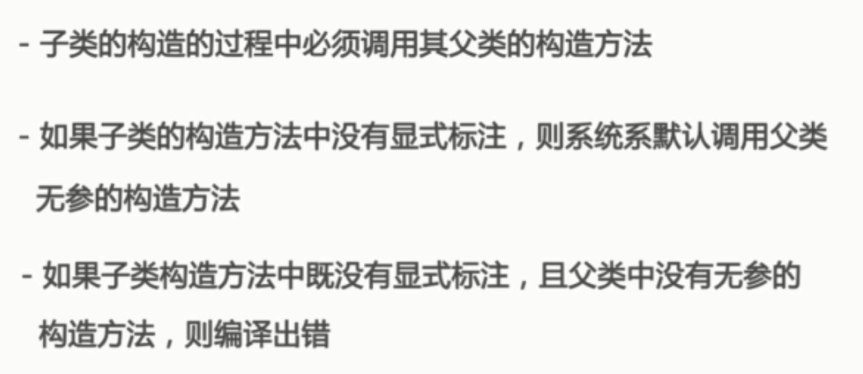 - 子类的构造的过程中必须调用其父类的构造方法
- 如果子类的构造方法中没有显式标注，则系统系默认调用父类
无参的构造方法
- 如果子类构造方法中既没有显式标注，且父类中没有无参的
构造方法，则编译出错